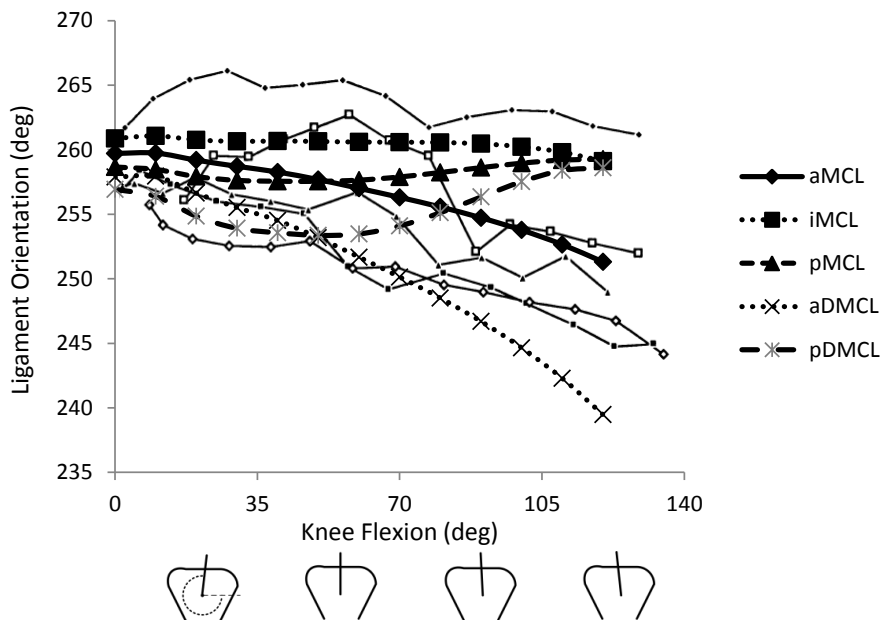 270
265
260
255
250
245
240
235
Ligament Orientation (deg)
0
35
70
105
140
Knee Flexion (deg)
aMCL
iMCL
pMCL
aDMCL
pDMCL